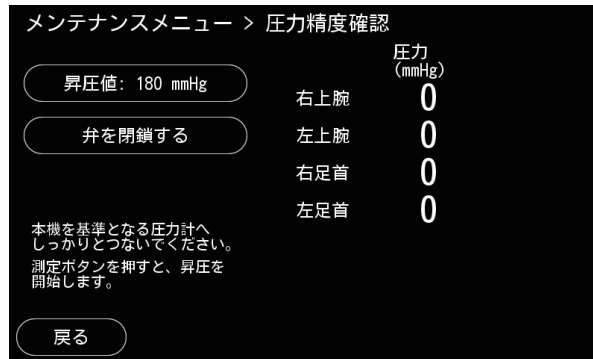 メンテナンスメニュー > 圧力精度確認
圧力
(mmHg)
昇圧値: 180 mmHg
右上腕 0
弁を閉鎖する
左上腕 0
右足首 0
左足首 0
本機を基準となる圧力計へ
しっかりとつないでください。
測定ボタンを押すと、昇圧を
開始します。
戻る